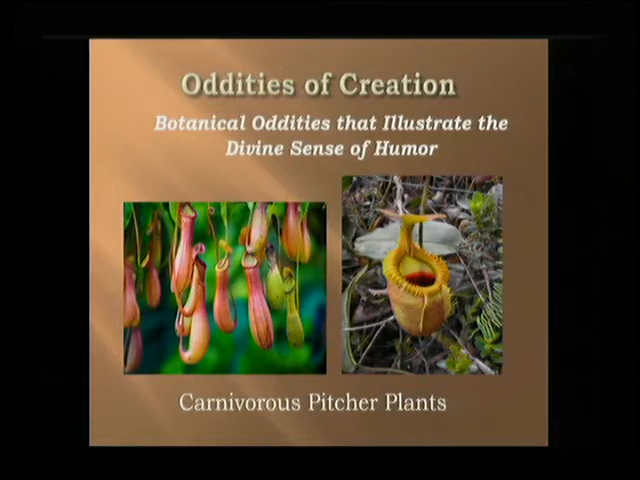 Oddities of Creation
Botanical Oddities that Illustrate the
Divine Sense of Humor
Carnivorous Pitcher Plants